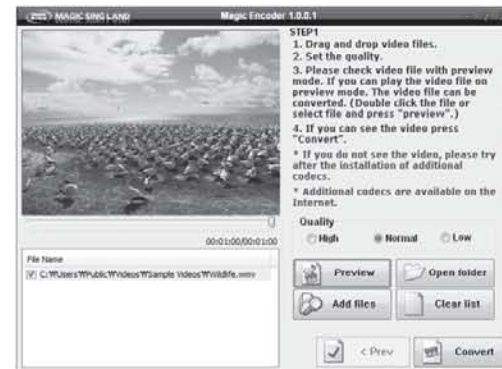 MAGIC SING LAND
Magic Encoder 1.0.0.1
STEP1
1. Drag and drop video files.
2. Set the quality.
3. Please check video file with preview
mode. If you can play the video file on
preview mode. The video file can be
converted. (Double click the file or
select file and press "preview".)
4. If you can see the video press
"Convert".
* If you do not see the video, please try
after the installation of additional
codecs.
* Additional codecs are available on the
Internet.
00:01:00/00:01:00
Quality
High Normal Low
File Name
C:₩Users₩Public₩Videos₩Sample Videos₩Wildlife.wmv
Preview Open folder
Add files Clear list
< Prev Convert